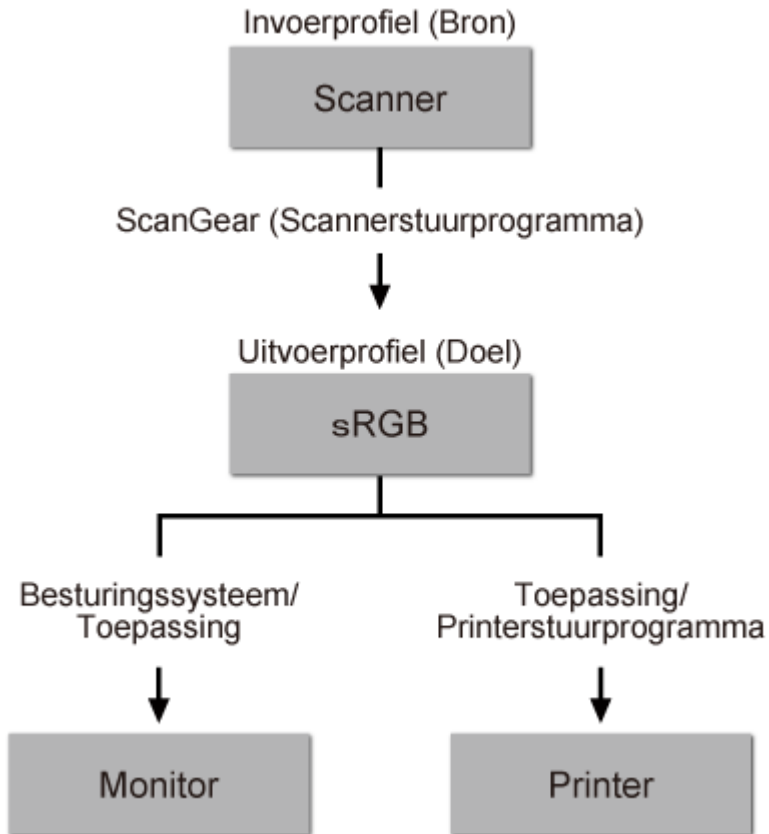 Invoerprofiel (Bron)
Scanner
ScanGear (Scannerstuurprogramma)
Uitvoerprofiel (Doel)
sRGB
Besturingssysteem/
Toepassing
Toepassing/
Printerstuurprogramma
Monitor
Printer